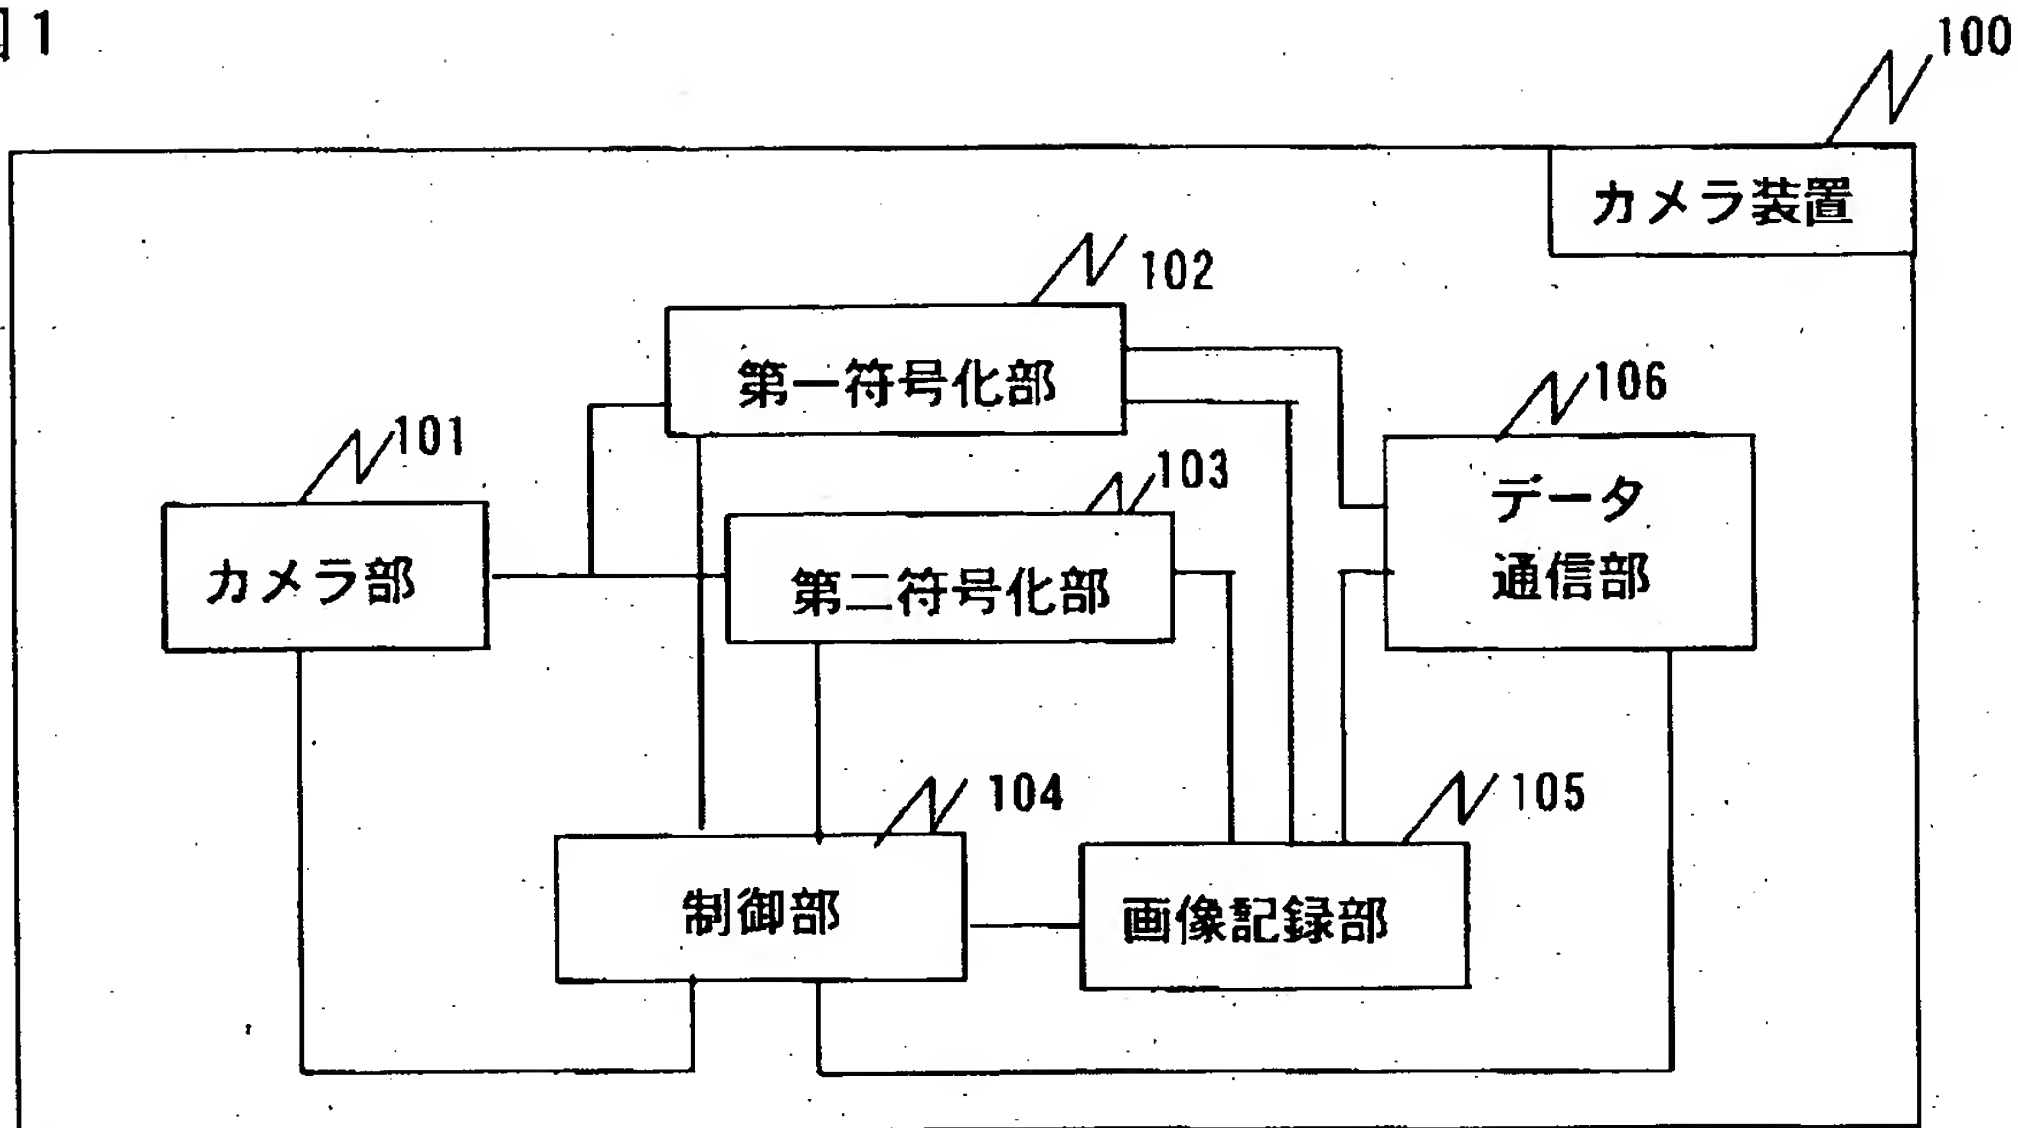 図1
100
カメラ装置
102
第一符号化部
106
101
103
データ
通信部
カメラ部
第二符号化部
104
105
制御部
画像記録部